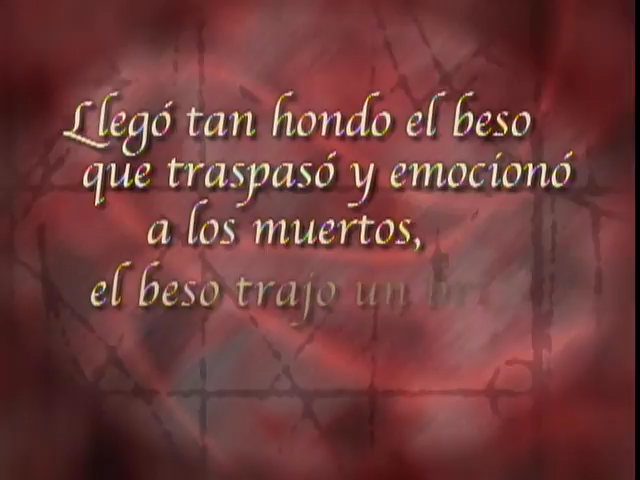 Llegó tan hondo el beso
que traspasó y emocionó
a los muertos,
el beso trajo un